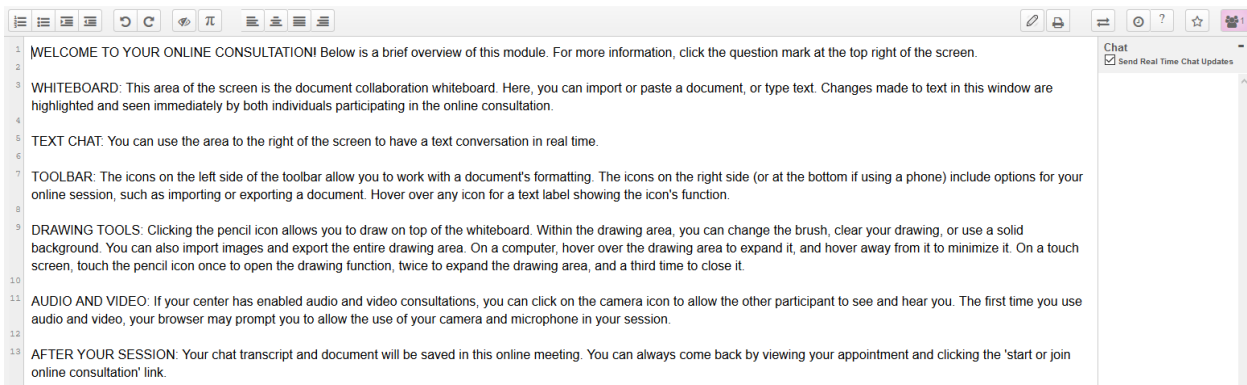 WELCOME TO YOUR ONLINE CONSULTATION! Below is a brief overview of this module. For more information, click the question mark at the top right of the screen.
WHITEBOARD: This area of the screen is the document collaboration whiteboard. Here, you can import or paste a document, or type text. Changes made to text in this window are
highlighted and seen immediately by both individuals participating in the online consultation.
TEXT CHAT: You can use the area to the right of the screen to have a text conversation in real time.
TOOLBAR: The icons on the left side of the toolbar allow you to work with a document's formatting. The icons on the right side (or at the bottom if using a phone) include options for your
online session, such as importing or exporting a document. Hover over any icon for a text label showing the icon's function.
DRAWING TOOLS: Clicking the pencil icon allows you to draw on top of the whiteboard. Within the drawing area, you can change the brush, clear your drawing, or use a solid
background. You can also import images and export the entire drawing area. On a computer, hover over the drawing area to expand it, and hover away from it to minimize it. On a touch
screen, touch the pencil icon once to open the drawing function, twice to expand the drawing area, and a third time to close it.
AUDIO AND VIDEO: If your center has enabled audio and video consultations, you can click on the camera icon to allow the other participant to see and hear you. The first time you use
audio and video, your browser may prompt you to allow the use of your camera and microphone in your session.
AFTER YOUR SESSION: Your chat transcript and document will be saved in this online meeting. You can always come back by viewing your appointment and clicking the 'start or join
online consultation' link.
1
2
3
4
5
6
7
8
9
10
11
12
13
π
?
1
Chat
Send Real Time Chat Updates